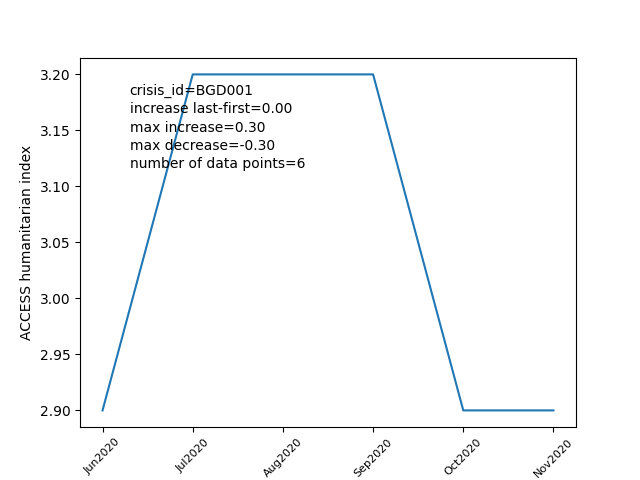 3.20
3.15
3.10
3.05
3.00
2.95
2.90
ACCESS humanitarian index
crisis_id=BGD001
increase last-first=0.00
max increase=0.30
max decrease=-0.30
number of data points=6
Jun2020
Jul2020
Aug2020
Sep2020
Oct2020
Nov2020